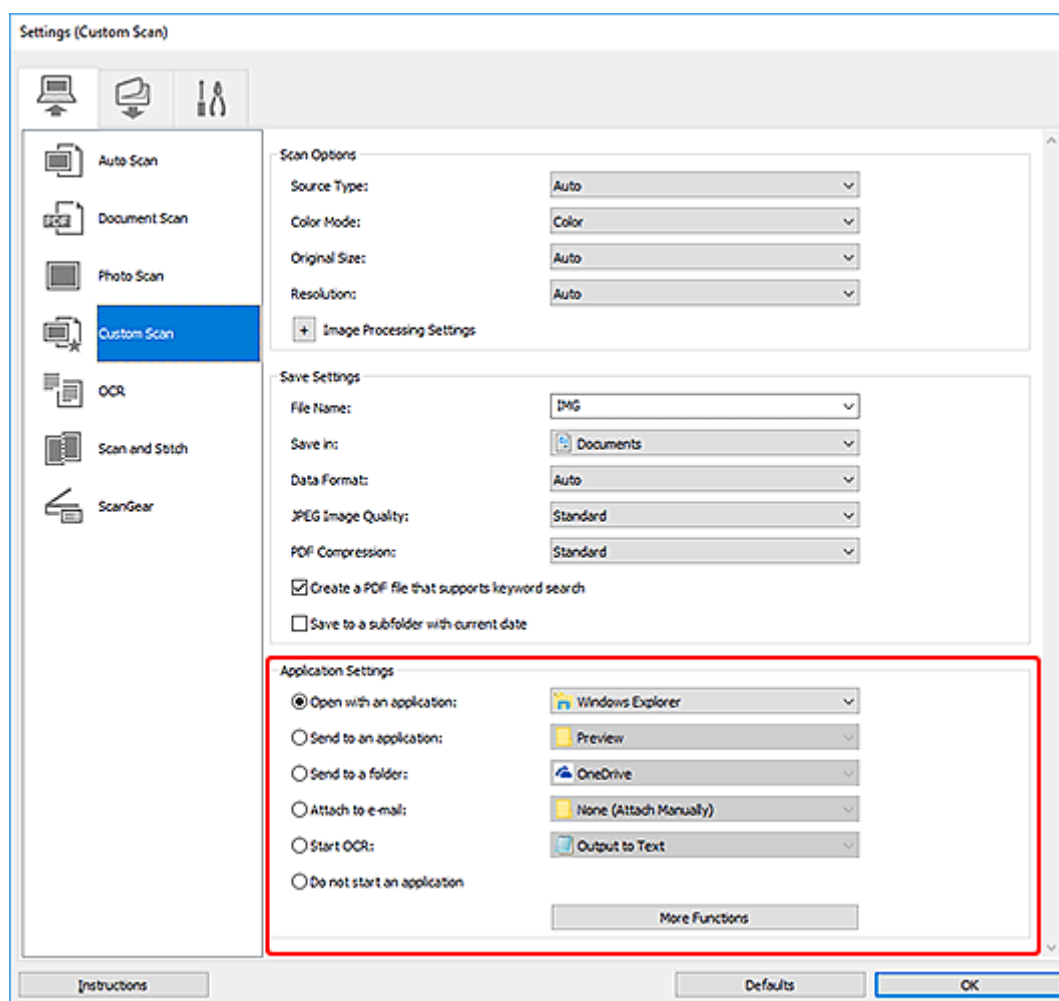 Settings (Custom Scan)
Auto Scan
Document Scan
Photo Scan
Custom Scan
OCR
Scan and Stitch
ScanGear
Scan Options
Source Type: Auto
Color Mode: Color
Original Size: Auto
Resolution: Auto
+ Image Processing Settings
Save Settings
File Name: IMG
Save in: Documents
Data Format: Auto
JPEG Image Quality: Standard
PDF Compression: Standard
Create a PDF file that supports keyword search
Save to a subfolder with current date
Application Settings
Open with an application: Windows Explorer
Send to an application: Preview
Send to a folder: OneDrive
Attach to e-mail: None (Attach Manually)
Start OCR: Output to Text
Do not start an application
More Functions
Instructions Defaults OK